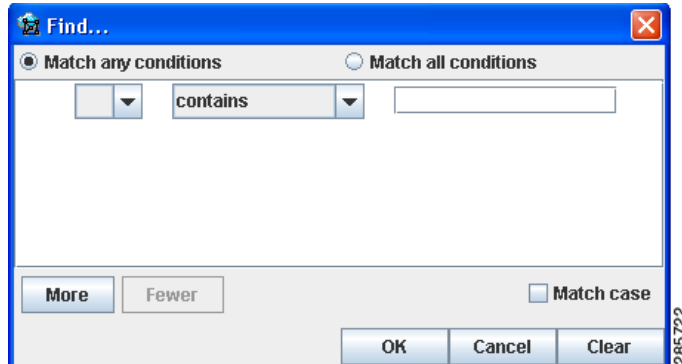 Find...
Match any conditions
Match all conditions
contains
More
Fewer
Match case
OK
Cancel
Clear
285722